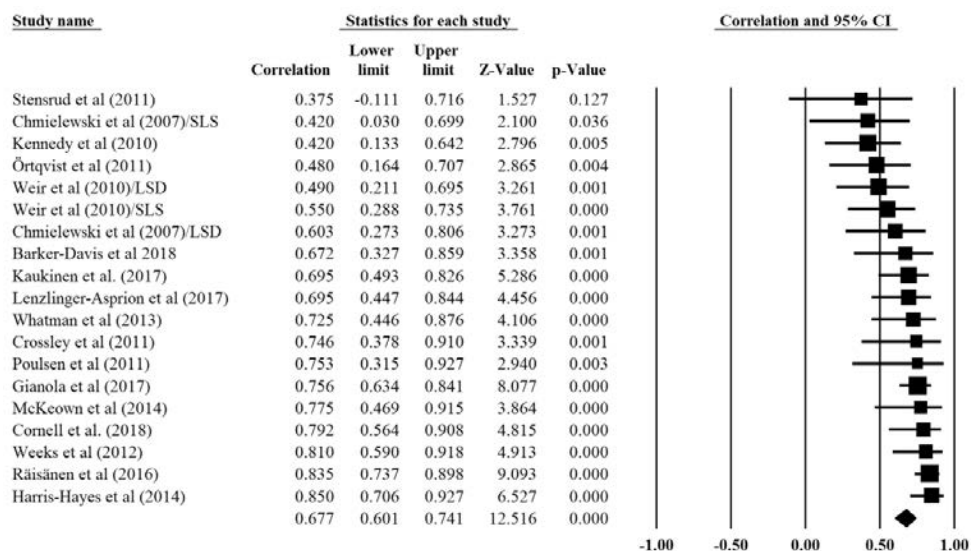 Study name Statistics for each study Correlation and 95% CI
Lower Upper
Correlation limit limit Z-Value p-Value
Stensrud et al (2011) 0.375 -0.111 0.716 1.527 0.127
Chmielewski et al (2007)/SLS 0.420 0.030 0.699 2.100 0.036
Kennedy et al (2010) 0.420 0.133 0.642 2.796 0.005
Örtqvist et al (2011) 0.480 0.164 0.707 2.865 0.004
Weir et al (2010)/LSD 0.490 0.211 0.695 3.261 0.001
Weir et al (2010)/SLS 0.550 0.288 0.735 3.761 0.000
Chmielewski et al (2007)/LSD 0.603 0.273 0.806 3.273 0.001
Barker-Davis et al 2018 0.672 0.327 0.859 3.358 0.001
Kaukinen et al. (2017) 0.695 0.493 0.826 5.286 0.000
Lenzlinger-Asprion et al (2017) 0.695 0.447 0.844 4.456 0.000
Whatman et al (2013) 0.725 0.446 0.876 4.106 0.000
Crossley et al (2011) 0.746 0.378 0.910 3.339 0.001
Poulsen et al (2011) 0.753 0.315 0.927 2.940 0.003
Gianola et al (2017) 0.756 0.634 0.841 8.077 0.000
McKeown et al (2014) 0.775 0.469 0.915 3.864 0.000
Cornell et al. (2018) 0.792 0.564 0.908 4.815 0.000
Weeks et al (2012) 0.810 0.590 0.918 4.913 0.000
Räisänen et al (2016) 0.835 0.737 0.898 9.093 0.000
Harris-Hayes et al (2014) 0.850 0.706 0.927 6.527 0.000
0.677 0.601 0.741 12.516 0.000
-1.00 -0.50 0.00 0.50 1.00